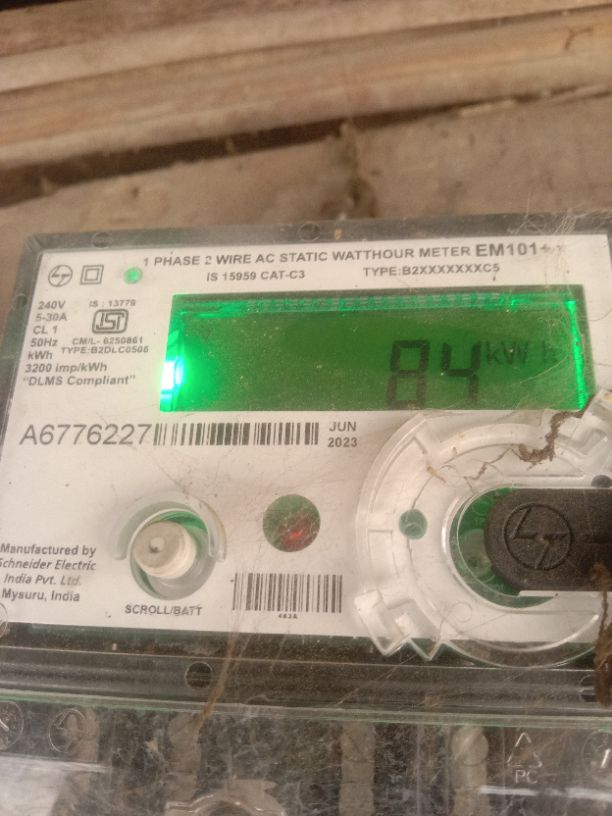 1 PHASE 2 WIRE AC STATIC WATTHOUR METER EM101+
IS 15959 CAT-C3 TYPE:B2XXXXXXXC5
240V IS : 13779
5-30A
CL 1
50Hz CM/L- 6250861
kWh TYPE:B2DLC0506
3200 imp/kWh
"DLMS Compliant"
84 kWh
A6776227
JUN
2023
Manufactured by
Schneider Electric
India Pvt. Ltd.
Mysuru, India
SCROLL/BATT
PC